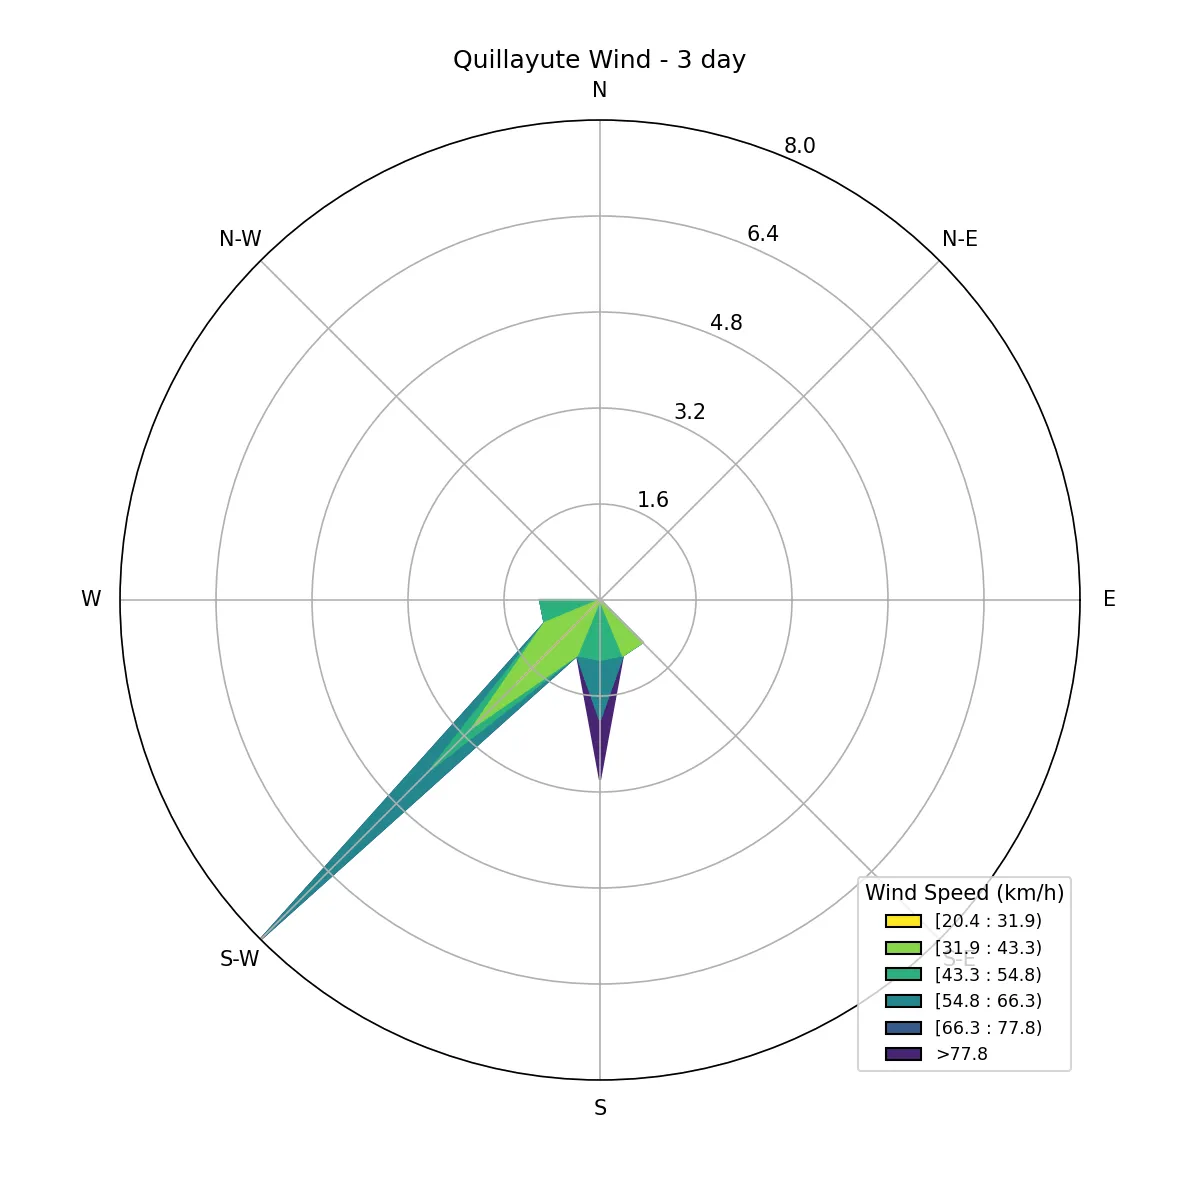 Quillayute Wind - 3 day
N
8.0
N-W
6.4
N-E
4.8
3.2
1.6
W
E
Wind Speed (km/h)
[20.4 : 31.9)
[31.9 : 43.3)
S-W
S-E
[43.3 : 54.8)
[54.8 : 66.3)
[66.3 : 77.8)
>77.8
S